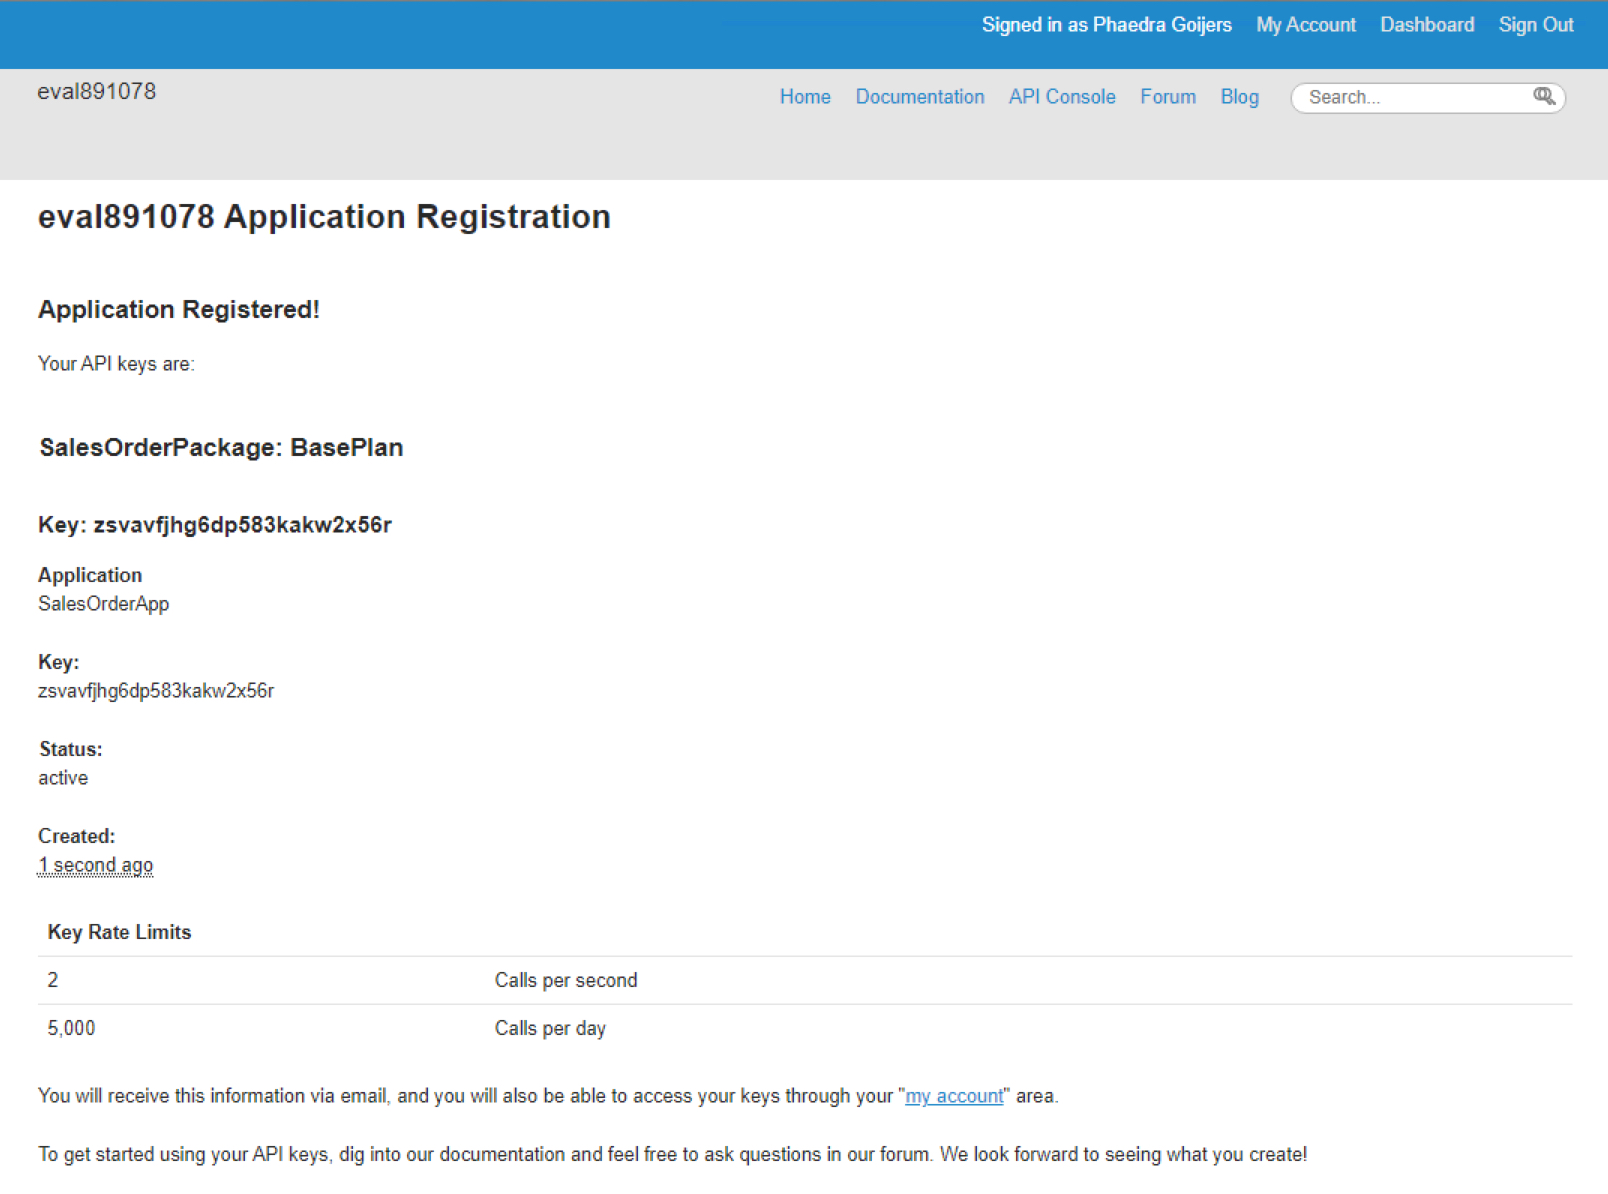 Signed in as Phaedra Goijers My Account Dashboard Sign Out
eval891078
Home Documentation API Console Forum Blog Search...
eval891078 Application Registration
Application Registered!
Your API keys are:
SalesOrderPackage: BasePlan
Key: zsvavfjhg6dp583kakw2x56r
Application
SalesOrderApp
Key:
zsvavfjhg6dp583kakw2x56r
Status:
active
Created:
1 second ago
Key Rate Limits
2 Calls per second
5,000 Calls per day
You will receive this information via email, and you will also be able to access your keys through your "my account" area.
To get started using your API keys, dig into our documentation and feel free to ask questions in our forum. We look forward to seeing what you create!